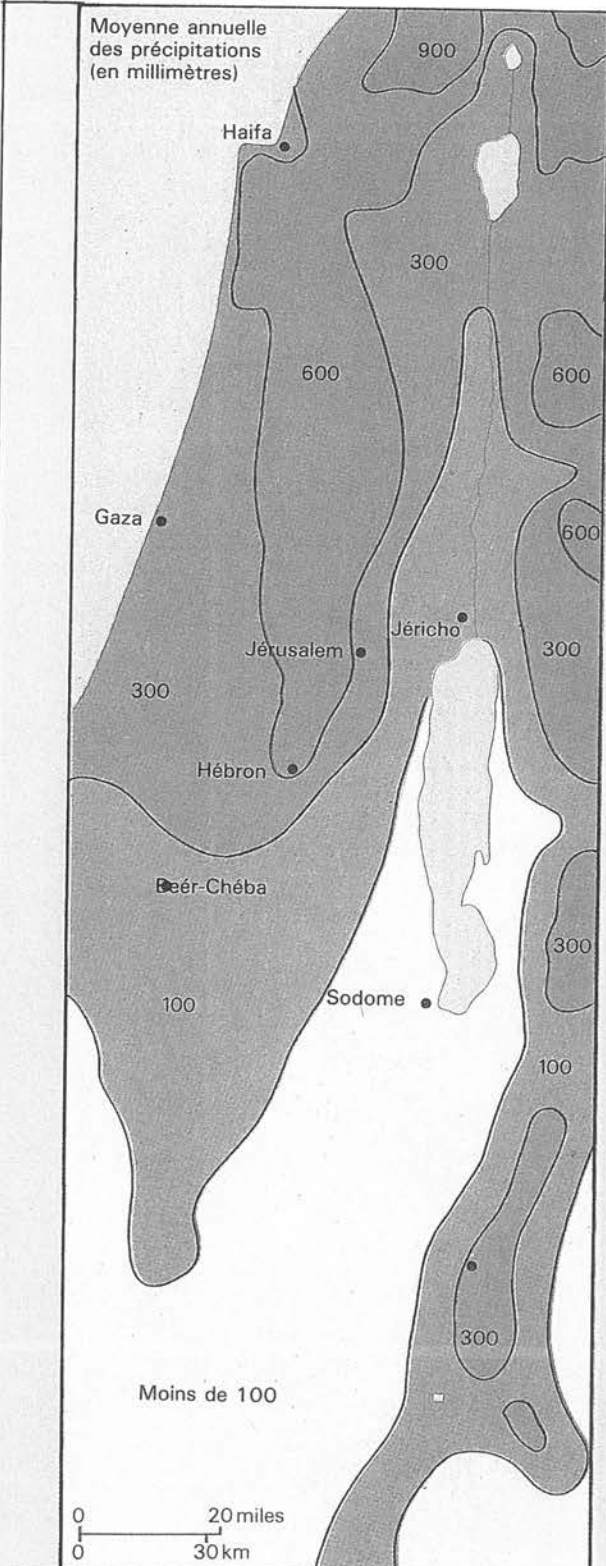 Moyenne annuelle
des précipitations
(en millimètres)
900
Haifa
300
600
600
Gaza
600
Jérusalem
Jéricho
300
300
Hébron
Beér-Chéba
300
100
Sodome
100
300
Moins de 100
0 20 miles
0 30 km